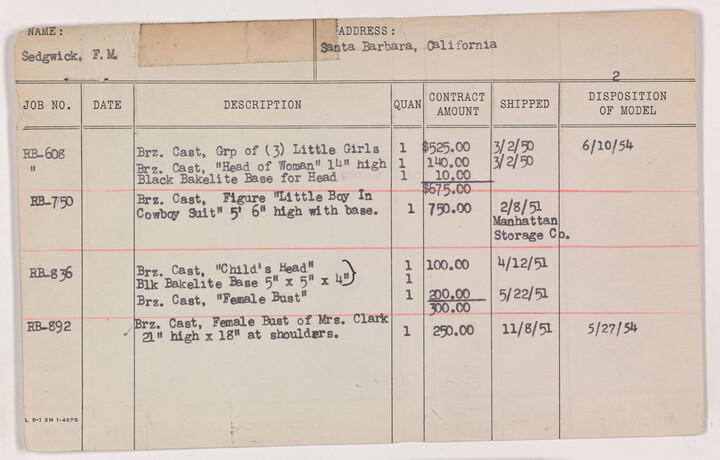 NAME: ADDRESS:
Sedgwick, F.M. Santa Barbara, California
2
JOB NO. DATE DESCRIPTION QUAN CONTRACT AMOUNT SHIPPED DISPOSITION OF MODEL
RB-608 Brz. Cast, Grp of (3) Little Girls 1 $525.00 3/2/50 6/10/54
" Brz. Cast, "Head of Woman" 14" high 1 140.00 3/2/50
Black Bakelite Base for Head 1 10.00
$675.00
RB-750 Brz. Cast, Figure "Little Boy In
Cowboy Suit" 5' 6" high with base. 1 750.00 2/8/51
Manhattan
Storage Co.
RB-836 Brz. Cast, "Child's Head" 1 100.00 4/12/51
Blk Bakelite Base 5" x 5" x 4") 1
Brz. Cast, "Female Bust" 1 200.00 5/22/51
300.00
RB-892 Brz. Cast, Female Bust of Mrs. Clark
21" high x 18" at shoulders. 1 250.00 11/8/51 5/27/54
L 6-1 3M 1-46PS